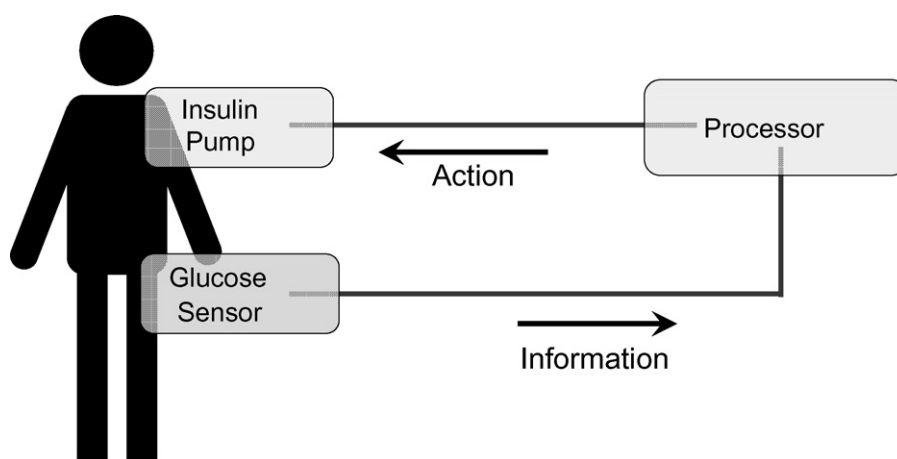 Insulin
Pump
Processor
Action
Glucose
Sensor
Information